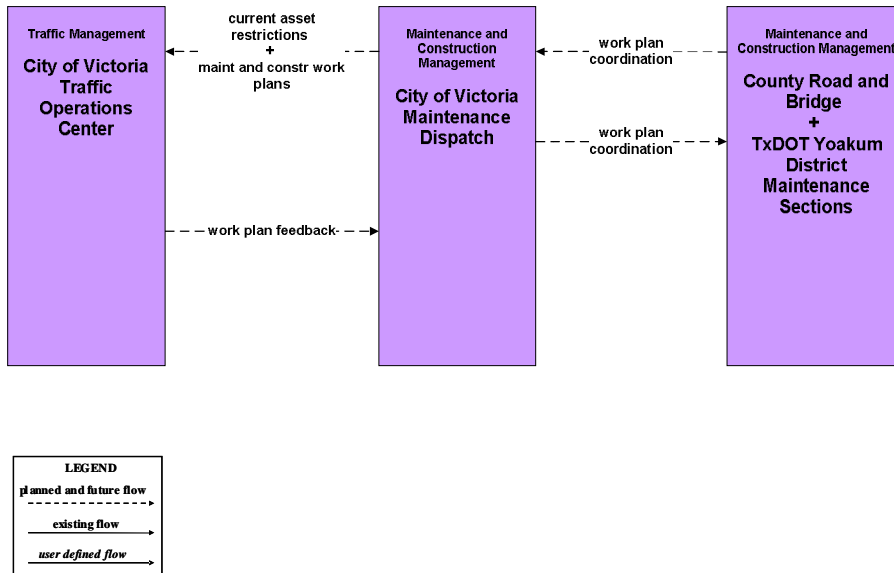 Traffic Management
City of Victoria
Traffic
Operations
Center
current asset
restrictions
+
maint and constr work
plans
work plan feedback
Maintenance and
Construction
Management
City of Victoria
Maintenance
Dispatch
work plan
coordination
work plan
coordination
Maintenance and
Construction Management
County Road and
Bridge
+
TxDOT Yoakum
District
Maintenance
Sections
LEGEND
planned and future flow
existing flow
user defined flow